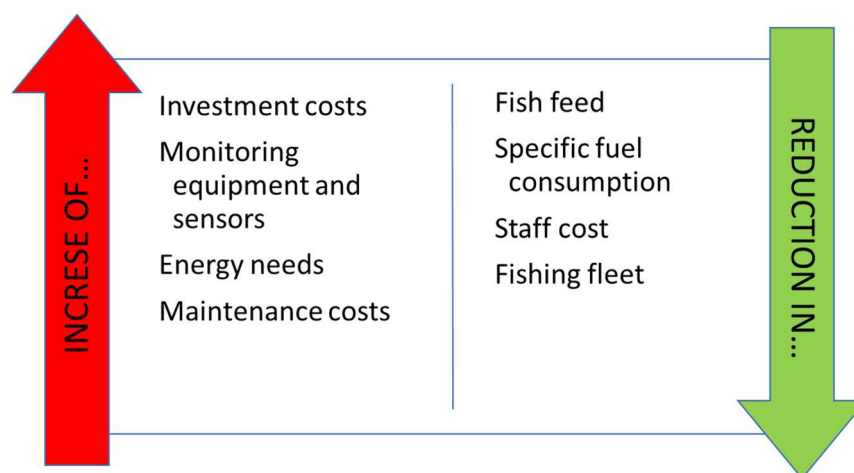 INCRESE OF...
Investment costs
Monitoring
equipment and
sensors
Energy needs
Maintenance costs
Fish feed
Specific fuel
consumption
Staff cost
Fishing fleet
REDUCTION IN...